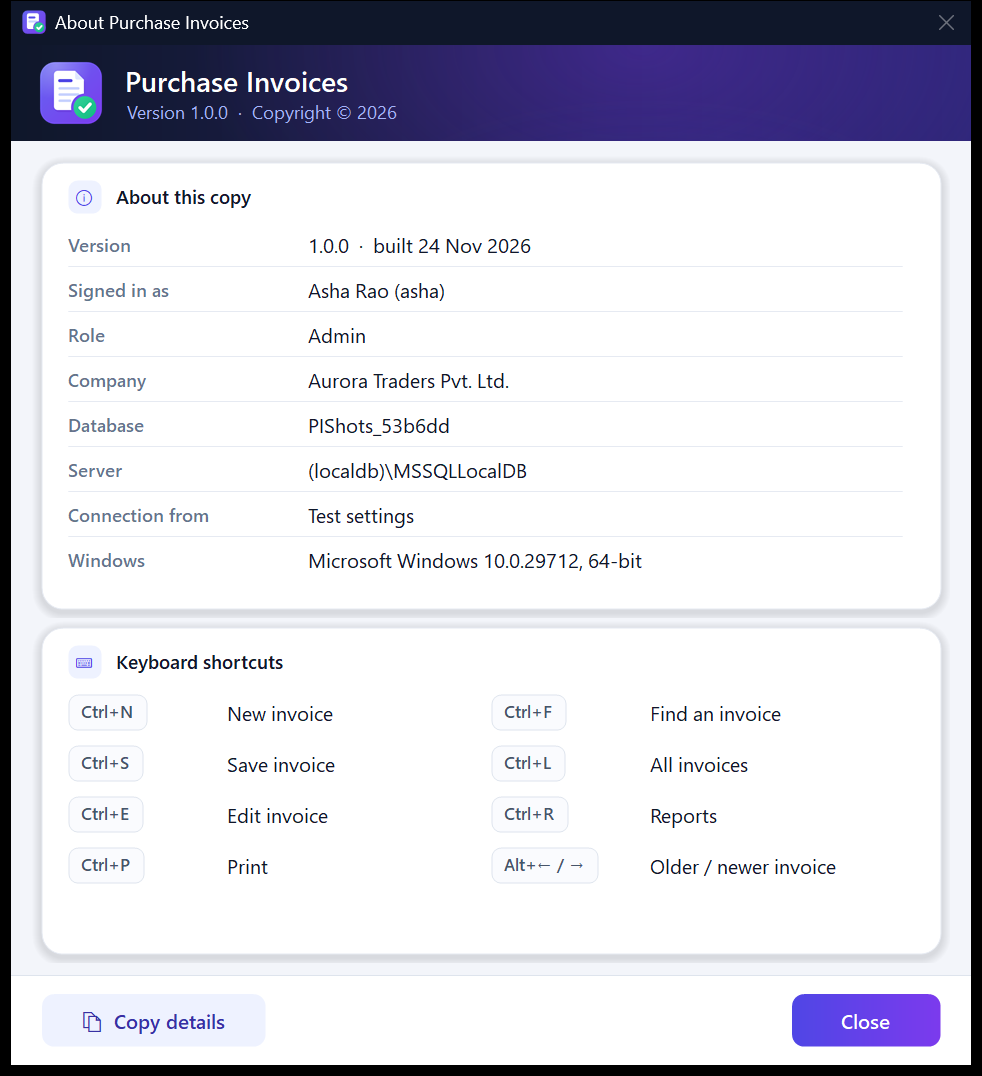 About Purchase Invoices
Purchase Invoices
Version 1.0.0 · Copyright © 2026
About this copy
Version 1.0.0 · built 24 Nov 2026
Signed in as Asha Rao (asha)
Role Admin
Company Aurora Traders Pvt. Ltd.
Database PIShots_53b6dd
Server (localdb)\MSSQLLocalDB
Connection from Test settings
Windows Microsoft Windows 10.0.29712, 64-bit
Keyboard shortcuts
Ctrl+N New invoice Ctrl+F Find an invoice
Ctrl+S Save invoice Ctrl+L All invoices
Ctrl+E Edit invoice Ctrl+R Reports
Ctrl+P Print Alt+← / → Older / newer invoice
Copy details Close